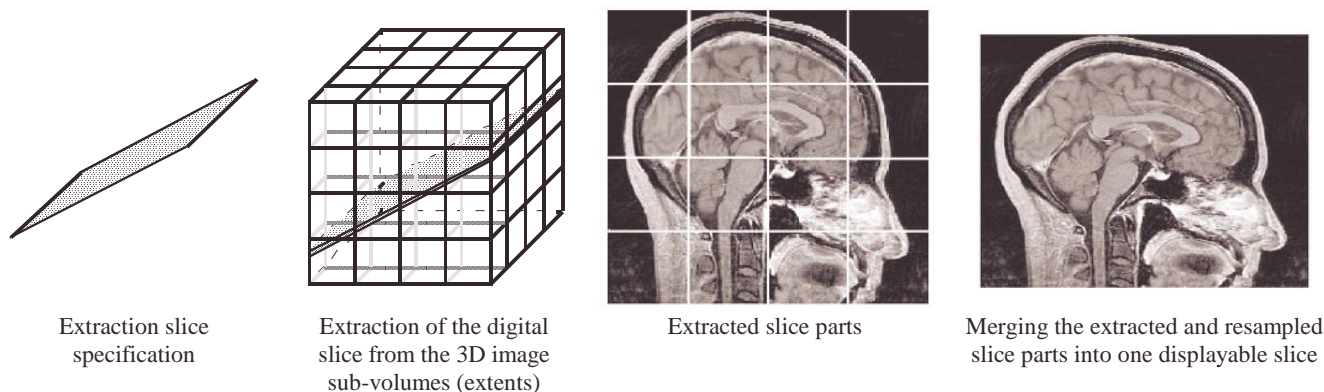 Extraction slice
specification
Extraction of the digital
slice from the 3D image
sub-volumes (extents)
Extracted slice parts
Merging the extracted and resampled
slice parts into one displayable slice